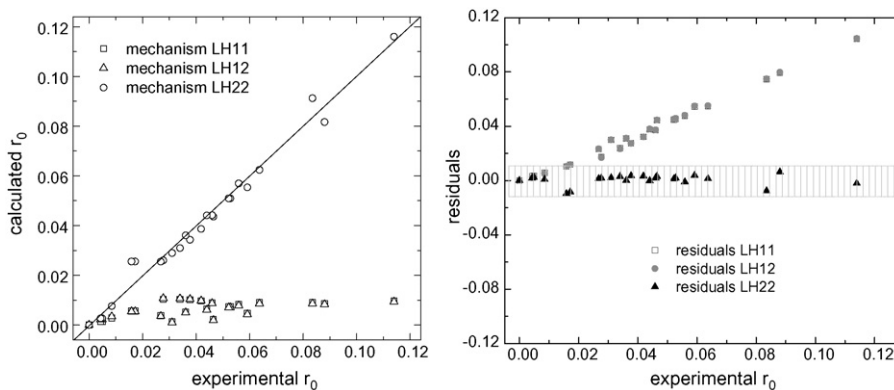 0.12
0.10
0.08
0.06
0.04
0.02
0.00
calculated r₀
□ mechanism LH11
△ mechanism LH12
○ mechanism LH22
0.00 0.02 0.04 0.06 0.08 0.10 0.12
experimental r₀
0.12
0.08
0.04
0.00
-0.04
-0.08
-0.12
residuals
□ residuals LH11
● residuals LH12
▲ residuals LH22
0.00 0.02 0.04 0.06 0.08 0.10 0.12
experimental r₀